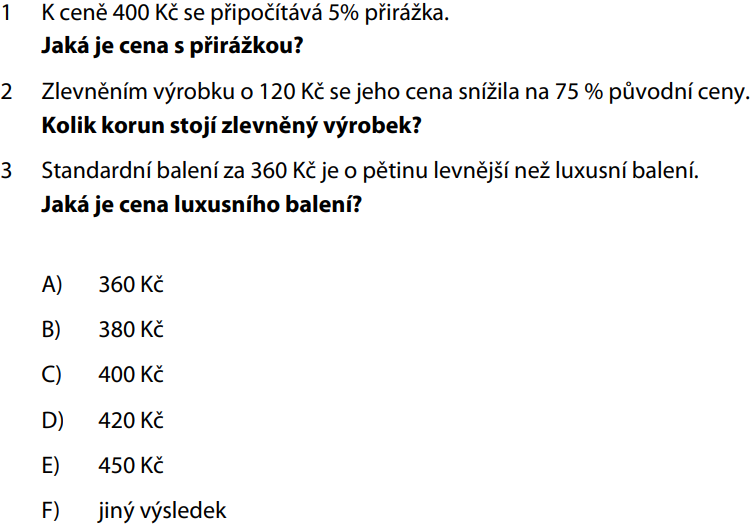 1 K ceně 400 Kč se připočítává 5% přirážka.
Jaká je cena s přirážkou?
2 Zlevněním výrobku o 120 Kč se jeho cena snížila na 75 % původní ceny.
Kolik korun stojí zlevněný výrobek?
3 Standardní balení za 360 Kč je o pětinu levnější než luxusní balení.
Jaká je cena luxusního balení?
A) 360 Kč
B) 380 Kč
C) 400 Kč
D) 420 Kč
E) 450 Kč
F) jiný výsledek